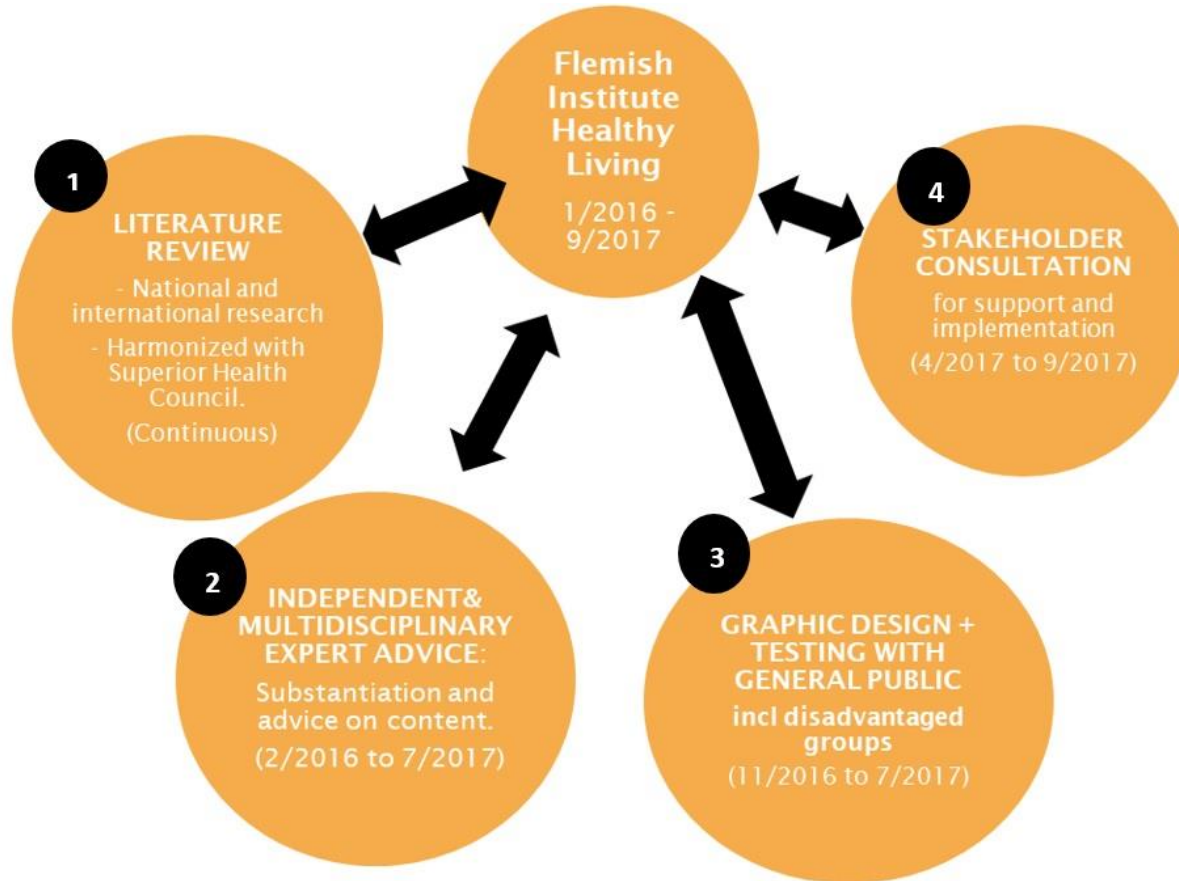 Flemish
Institute
Healthy
Living
1/2016 -
9/2017
1
LITERATURE
REVIEW
- National and
international research
- Harmonized with
Superior Health
Council.
(Continuous)
2
INDEPENDENT&
MULTIDISCIPLINARY
EXPERT ADVICE:
Substantiation and
advice on content.
(2/2016 to 7/2017)
3
GRAPHIC DESIGN +
TESTING WITH
GENERAL PUBLIC
incl disadvantaged
groups
(11/2016 to 7/2017)
4
STAKEHOLDER
CONSULTATION
for support and
implementation
(4/2017 to 9/2017)